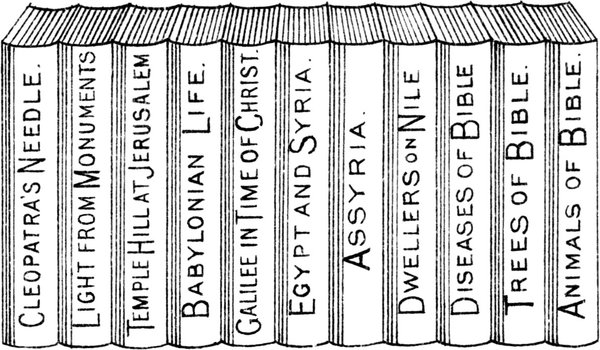 CLEOPATRA'S NEEDLE.
LIGHT FROM MONUMENTS
TEMPLE HILL AT JERUSALEM
BABYLONIAN LIFE.
GALILEE IN TIME OF CHRIST.
EGYPT AND SYRIA.
ASSYRIA.
DWELLERS ON NILE
DISEASES OF BIBLE
TREES OF BIBLE.
ANIMALS OF BIBLE.